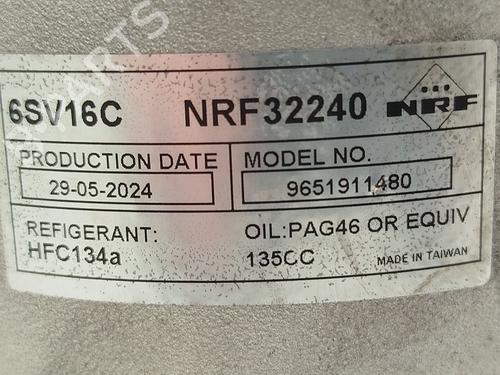 6SV16C NRF32240 NRF
PRODUCTION DATE MODEL NO.
29-05-2024 9651911480
REFIGERANT: OIL:PAG46 OR EQUIV
HFC134a 135CC
MADE IN TAIWAN